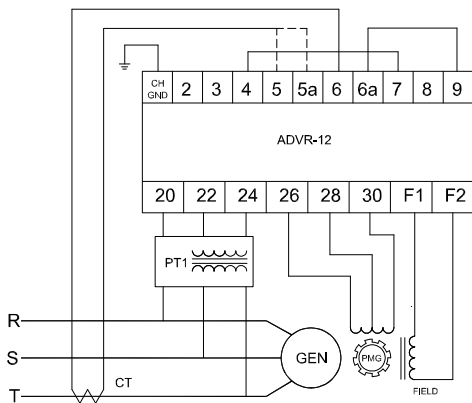 CH GND 2 3 4 5 5a 6 6a 7 8 9
ADVR-12
20 22 24 26 28 30 F1 F2
PT1
R
S
GEN
PMG
T
CT
FIELD